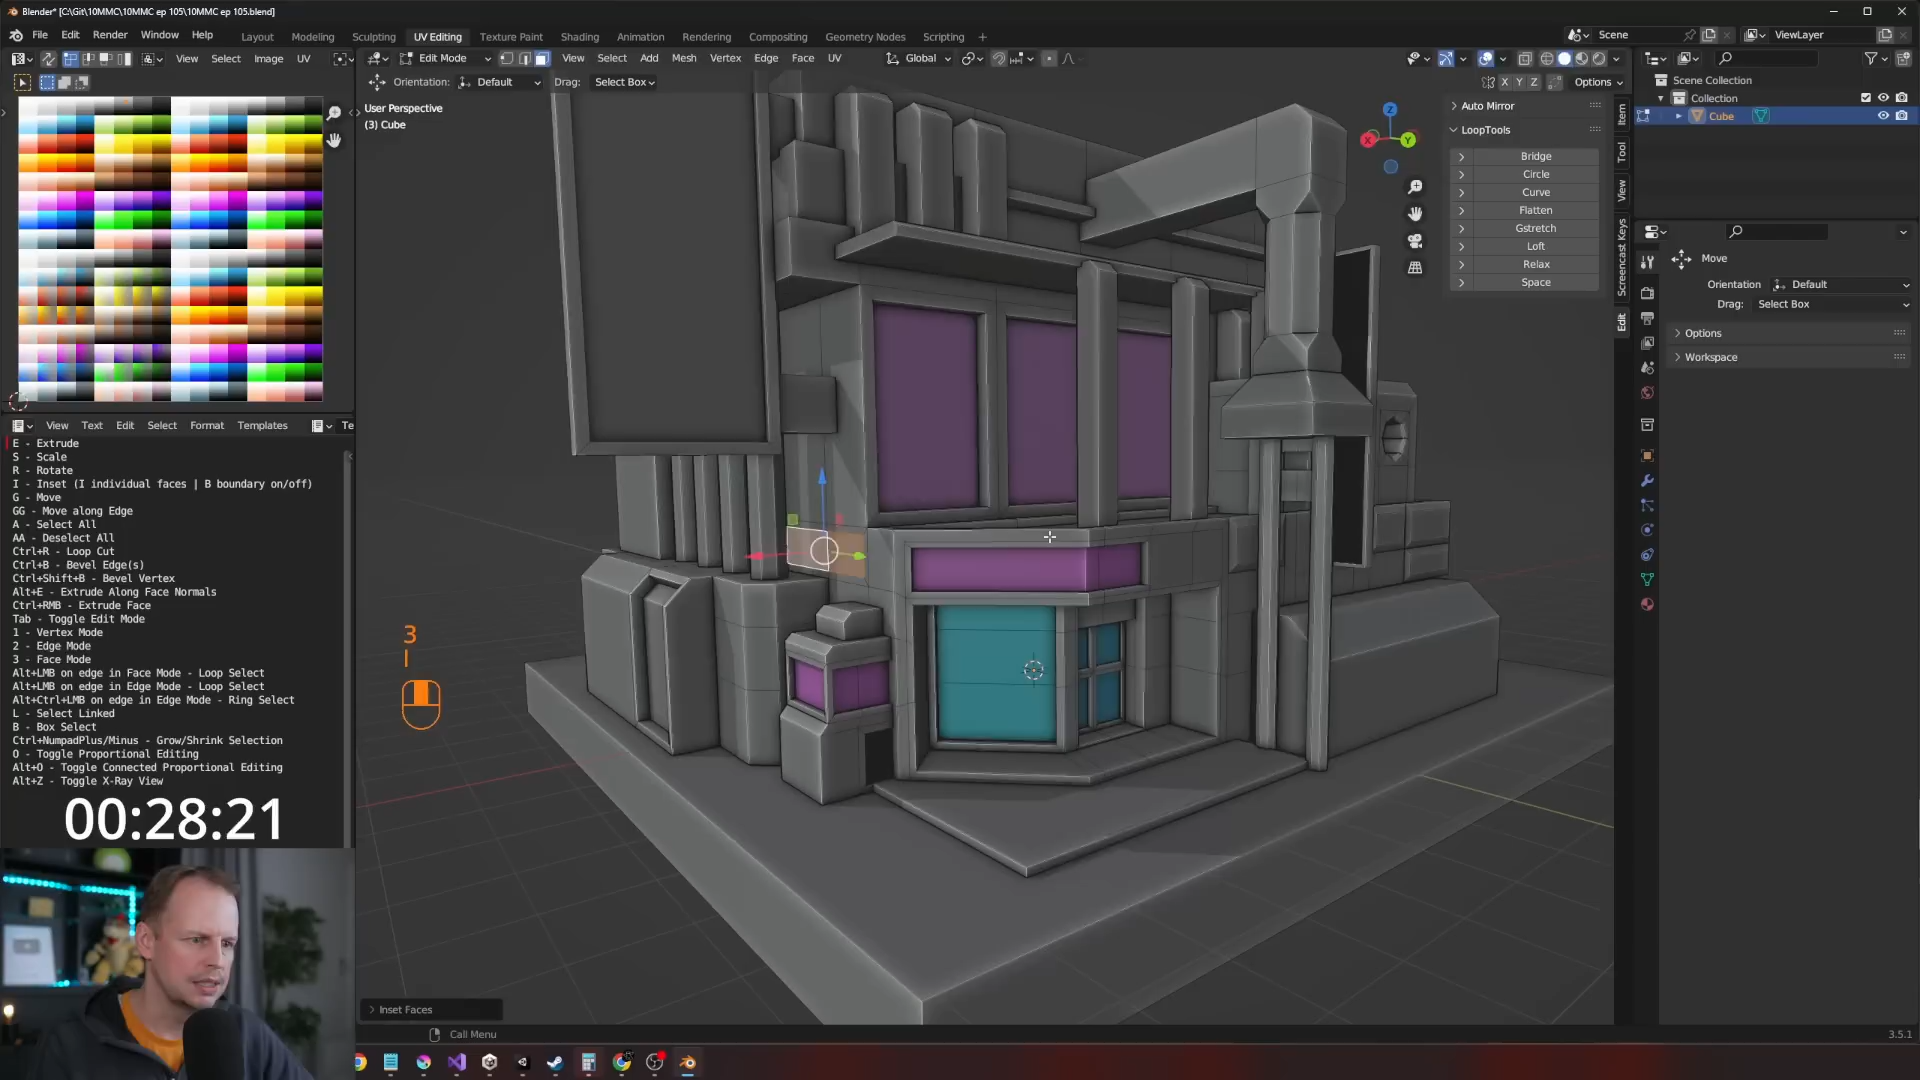 Blender* [C:\Git\10MMC\10MMC ep 105\10MMC ep 105.blend]
File Edit Render Window Help
Layout Modeling Sculpting UV Editing Texture Paint Shading Animation Rendering Compositing Geometry Nodes Scripting
Scene
ViewLayer
View Select Image UV
Edit Mode
View Select Add Mesh Vertex Edge Face UV
Global
Orientation: Default
Drag: Select Box
X Y Z
Options
User Perspective
(3) Cube
Z
X
Y
Auto Mirror
LoopTools
Bridge
Circle
Curve
Flatten
Gstretch
Loft
Relax
Space
Item
Tool
View
Screencast Keys
Edit
Scene Collection
Collection
Cube
Move
Orientation Default
Drag: Select Box
Options
Workspace
View Text Edit Select Format Templates Te
E - Extrude
S - Scale
R - Rotate
I - Inset (I individual faces | B boundary on/off)
G - Move
GG - Move along Edge
A - Select All
AA - Deselect All
Ctrl+R - Loop Cut
Ctrl+B - Bevel Edge(s)
Ctrl+Shift+B - Bevel Vertex
Alt+E - Extrude Along Face Normals
Ctrl+RMB - Extrude Face
Tab - Toggle Edit Mode
1 - Vertex Mode
2 - Edge Mode
3 - Face Mode
Alt+LMB on edge in Face Mode - Loop Select
Alt+LMB on edge in Edge Mode - Loop Select
Alt+Ctrl+LMB on edge in Edge Mode - Ring Select
L - Select Linked
B - Box Select
Ctrl+NumpadPlus/Minus - Grow/Shrink Selection
O - Toggle Proportional Editing
Alt+O - Toggle Connected Proportional Editing
Alt+Z - Toggle X-Ray View
00:28:21
3
I
Inset Faces
Call Menu
3.5.1